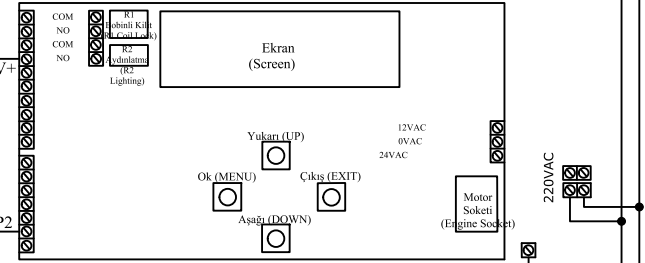 COM
NO
COM
NO
R1
Bobinli Kilit
(R1 Coil Lock)
R2
Aydınlatma
(R2
Lighting)
Ekran
(Screen)
V+
12VAC
0VAC
24VAC
Yukarı (UP)
Ok (MENU)
Çıkış (EXIT)
Aşağı (DOWN)
Motor
Soketi
(Engine Socket)
220VAC
P2